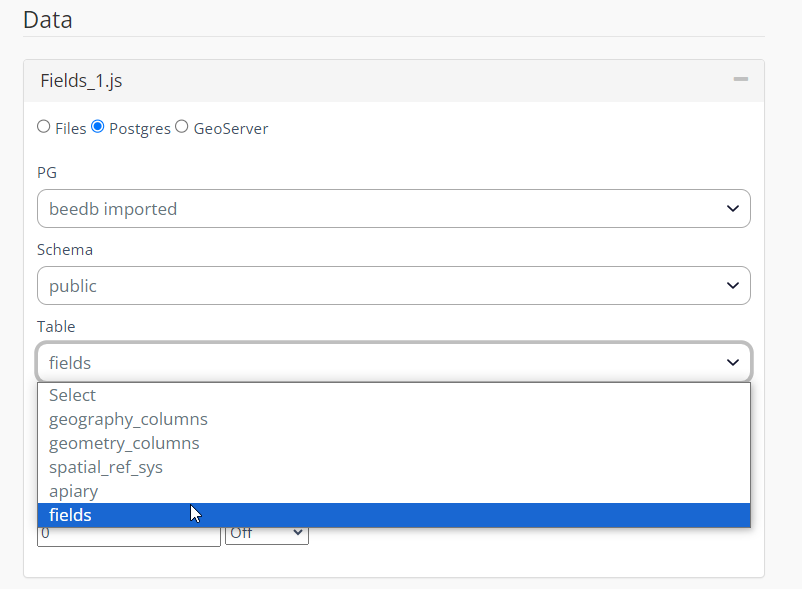 Data
Fields_1.js
Files Postgres GeoServer
PG
beedb imported
Schema
public
Table
fields
Select
geography_columns
geometry_columns
spatial_ref_sys
apiary
fields
0 Off